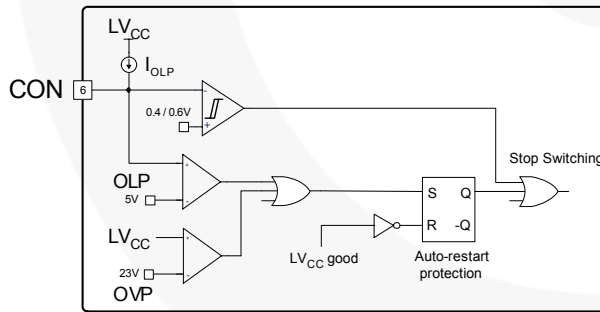 LVCC
IOLP
CON
6
-
0.4 / 0.6V
+
Stop Switching
OLP
+
5V
-
S Q
R -Q
LVCC
+
23V
-
OVP
LVCC good
Auto-restart
protection